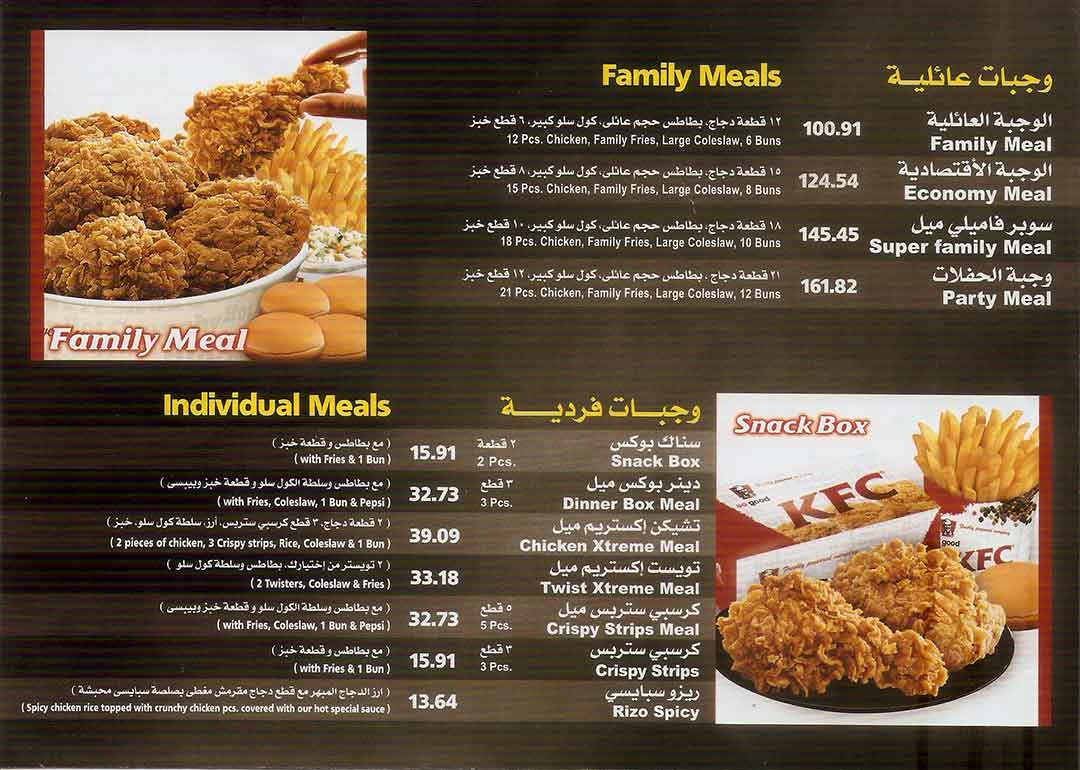 Family Meals
وجبات عائلية
الوجبة العائلية
Family Meal
100.91
١٢ قطعة دجاج، بطاطس حجم عائلى، كول سلو كبير، ٦ قطع خبز
12 Pcs. Chicken, Family Fries, Large Coleslaw, 6 Buns
الوجبة الأقتصادية
Economy Meal
124.54
١٥ قطعة دجاج، بطاطس حجم عائلى، كول سلو كبير، ٨ قطع خبز
15 Pcs. Chicken, Family Fries, Large Coleslaw, 8 Buns
سوبر فاميلي ميل
Super family Meal
145.45
١٨ قطعة دجاج، بطاطس حجم عائلى، كول سلو كبير، ١٠ قطع خبز
18 Pcs. Chicken, Family Fries, Large Coleslaw, 10 Buns
وجبة الحفلات
Party Meal
161.82
٢١ قطعة دجاج، بطاطس حجم عائلى، كول سلو كبير، ١٢ قطع خبز
21 Pcs. Chicken, Family Fries, Large Coleslaw, 12 Buns
"Family Meal
Individual Meals
وجبات فردية
سناك بوكس
Snack Box
٢ قطعة
2 Pcs.
15.91
( مع بطاطس و قطعة خبز )
( with Fries & 1 Bun )
دينر بوكس ميل
Dinner Box Meal
٣ قطع
3 Pcs.
32.73
( مع بطاطس وسلطة الكول سلو و قطعة خبز وبيبسى )
( with Fries, Coleslaw, 1 Bun & Pepsi )
تشيكن إكستريم ميل
Chicken Xtreme Meal
39.09
( ٢ قطعة دجاج، ٣ قطع كرسبي ستربس، أرز، سلطة كول سلو، خبز )
( 2 pieces of chicken, 3 Crispy strips, Rice, Coleslaw & 1 Bun )
تويست إكستريم ميل
Twist Xtreme Meal
33.18
( ٢ تويستر من إختيارك، بطاطس وسلطة كول سلو )
( 2 Twisters, Coleslaw & Fries )
كرسبي ستربس ميل
Crispy Strips Meal
٥ قطع
5 Pcs.
32.73
( مع بطاطس وسلطة الكول سلو و قطعة خبز وبيبسى )
( with Fries, Coleslaw, 1 Bun & Pepsi )
كرسبي ستربس
Crispy Strips
٣ قطع
3 Pcs.
15.91
( مع بطاطس و قطعة خبز )
( with Fries & 1 Bun )
ريزو سبايسي
Rizo Spicy
13.64
( ارز الدجاج المبهر مع قطع دجاج مقرمش مغطى بصلصة سبايسى محبشة )
( Spicy chicken rice topped with crunchy chicken pcs. covered with our hot special sauce )
Snack Box
KFC
so good
KFC
good